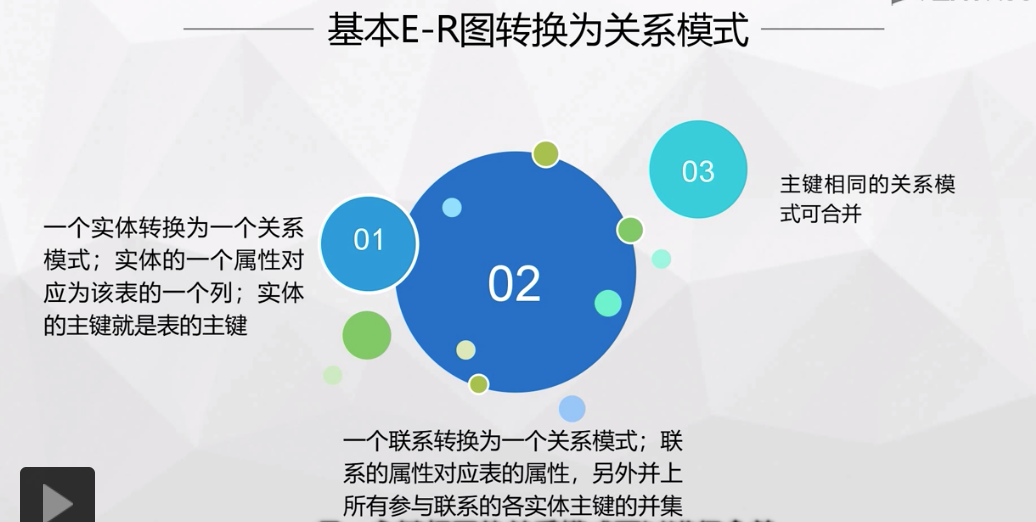 基本E-R图转换为关系模式
01
一个实体转换为一个关系
模式；实体的一个属性对
应为该表的一个列；实体
的主键就是表的主键
02
一个联系转换为一个关系模式；联
系的属性对应表的属性，另外并上
所有参与联系的各实体主键的并集
03
主键相同的关系模
式可合并